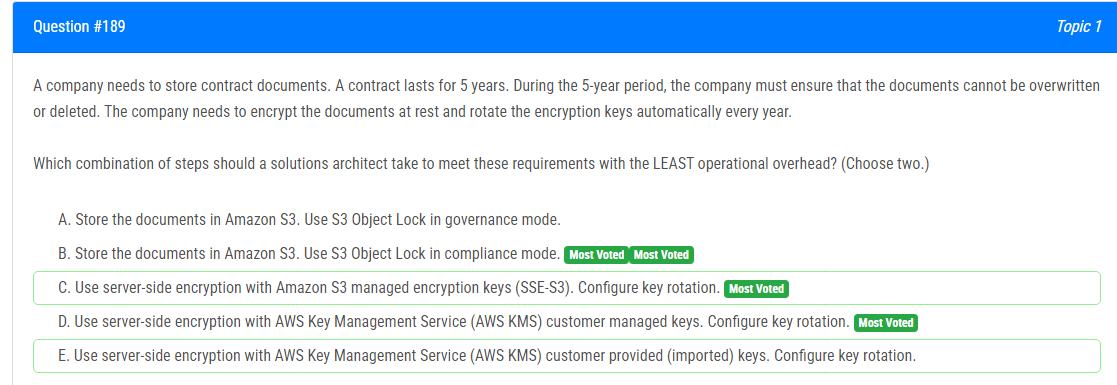 Question #189
Topic 1
A company needs to store contract documents. A contract lasts for 5 years. During the 5-year period, the company must ensure that the documents cannot be overwritten
or deleted. The company needs to encrypt the documents at rest and rotate the encryption keys automatically every year.
Which combination of steps should a solutions architect take to meet these requirements with the LEAST operational overhead? (Choose two.)
A. Store the documents in Amazon S3. Use S3 Object Lock in governance mode.
B. Store the documents in Amazon S3. Use S3 Object Lock in compliance mode. Most Voted Most Voted
C. Use server-side encryption with Amazon S3 managed encryption keys (SSE-S3). Configure key rotation. Most Voted
D. Use server-side encryption with AWS Key Management Service (AWS KMS) customer managed keys. Configure key rotation. Most Voted
E. Use server-side encryption with AWS Key Management Service (AWS KMS) customer provided (imported) keys. Configure key rotation.